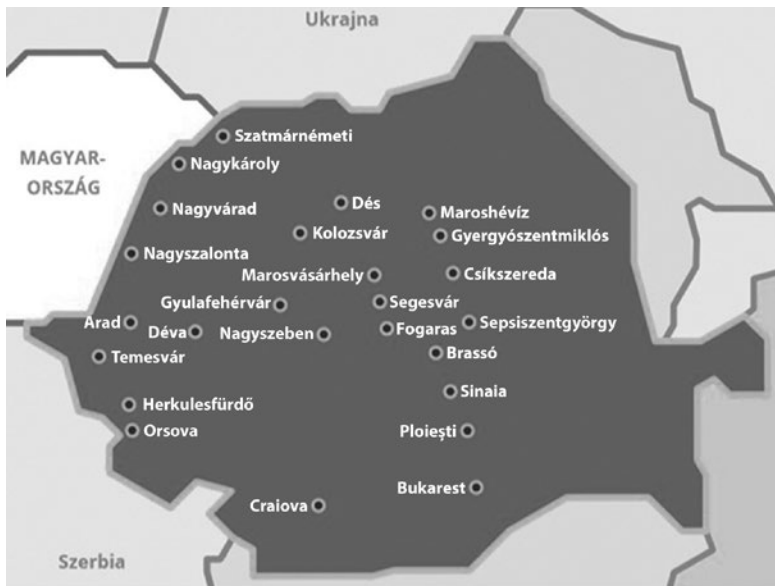 Ukrajna
Szatmárnémeti
MAGYAR-
ORSZÁG
Nagykároly
Nagyvárad
Dés
Maroshévíz
Kolozsvár
Gyergyószentmiklós
Nagyszalonta
Marosvásárhely
Csíkszereda
Gyulafehérvár
Segesvár
Arad
Déva
Nagyszeben
Fogaras
Sepsiszentgyörgy
Temesvár
Brassó
Sinaia
Herkulesfürdő
Orsova
Ploiești
Bukarest
Craiova
Szerbia